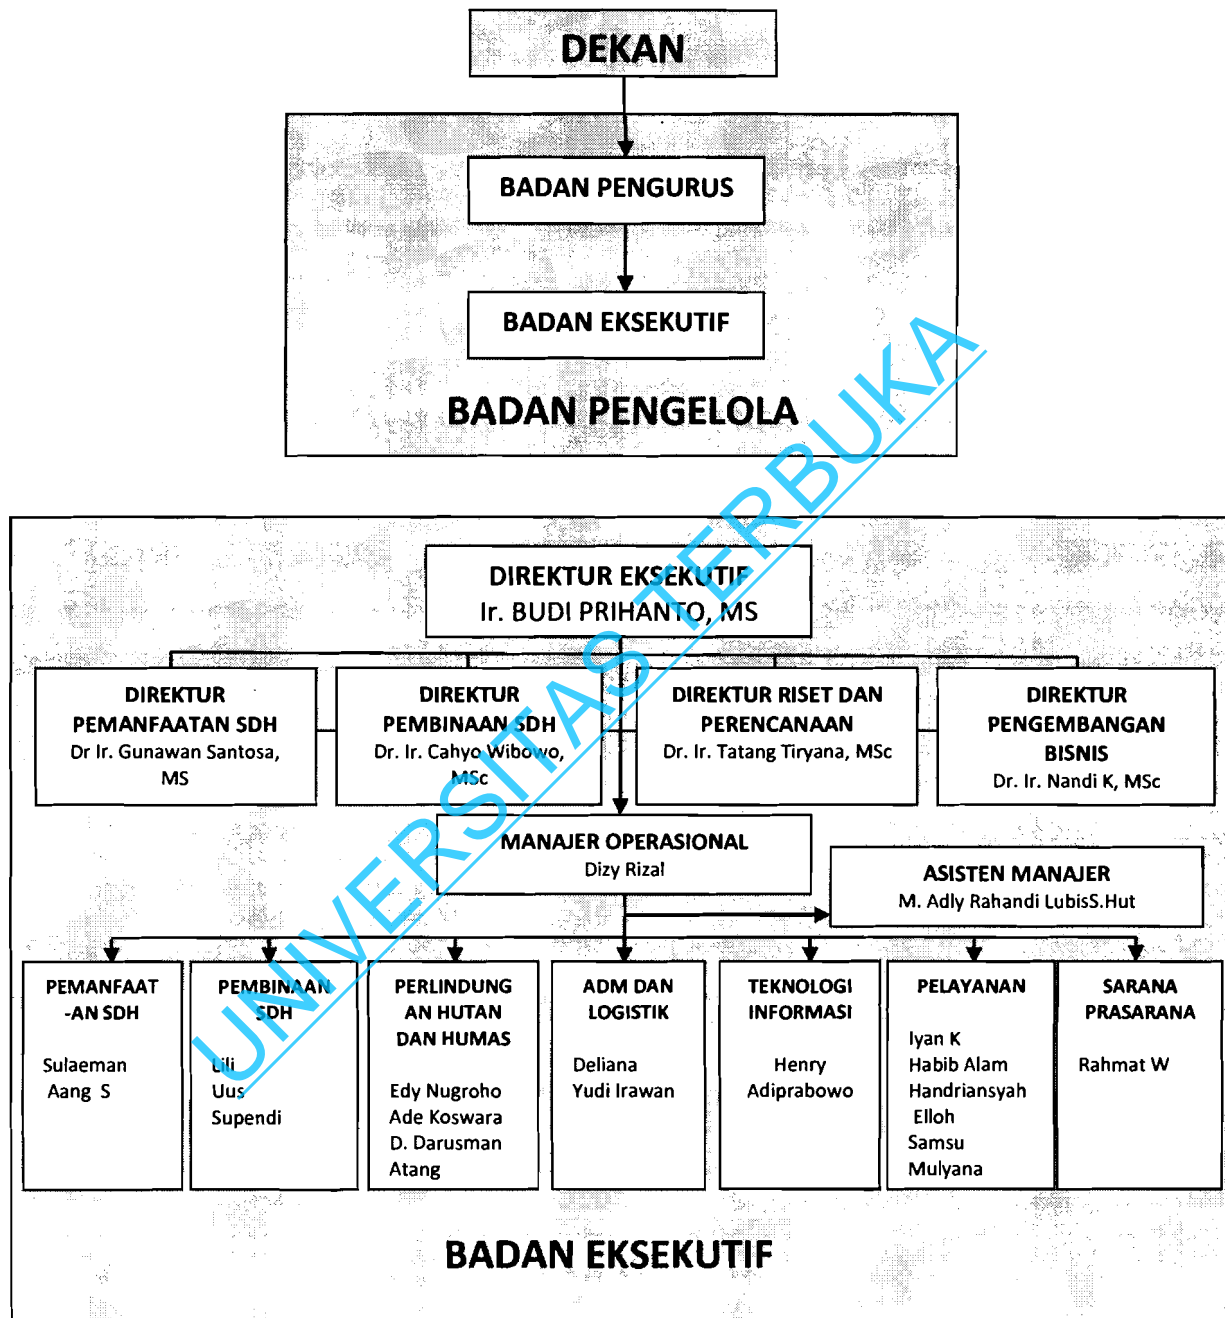 DEKAN
BADAN PENGURUS
BADAN EKSEKUTIF
BADAN PENGELOLA
DIREKTUR EKSEKUTIF
Ir. BUDI PRIHANTO, MS
DIREKTUR
PEMANFAATAN SDH
Dr Ir. Gunawan Santosa,
MS
DIREKTUR
PEMBINAAN SDH
Dr. Ir. Cahyo Wibowo,
MSc
DIREKTUR RISET DAN
PERENCANAAN
Dr. Ir. Tatang Tiryana, MSc
DIREKTUR
PENGEMBANGAN
BISNIS
Dr. Ir. Nandi K, MSc
MANAJER OPERASIONAL
Dizy Rizal
ASISTEN MANAJER
M. Adly Rahandi LubisS.Hut
PEMANFAAT
-AN SDH
Sulaeman
Aang S
PEMBINAAN
SDH
Lili
Uus
Supendi
PERLINDUNG
AN HUTAN
DAN HUMAS
Edy Nugroho
Ade Koswara
D. Darusman
Atang
ADM DAN
LOGISTIK
Deliana
Yudi Irawan
TEKNOLOGI
INFORMASI
Henry
Adiprabowo
PELAYANAN
Iyan K
Habib Alam
Handriansyah
Elloh
Samsu
Mulyana
SARANA
PRASARANA
Rahmat W
BADAN EKSEKUTIF
UNIVERSITAS TERBUKA